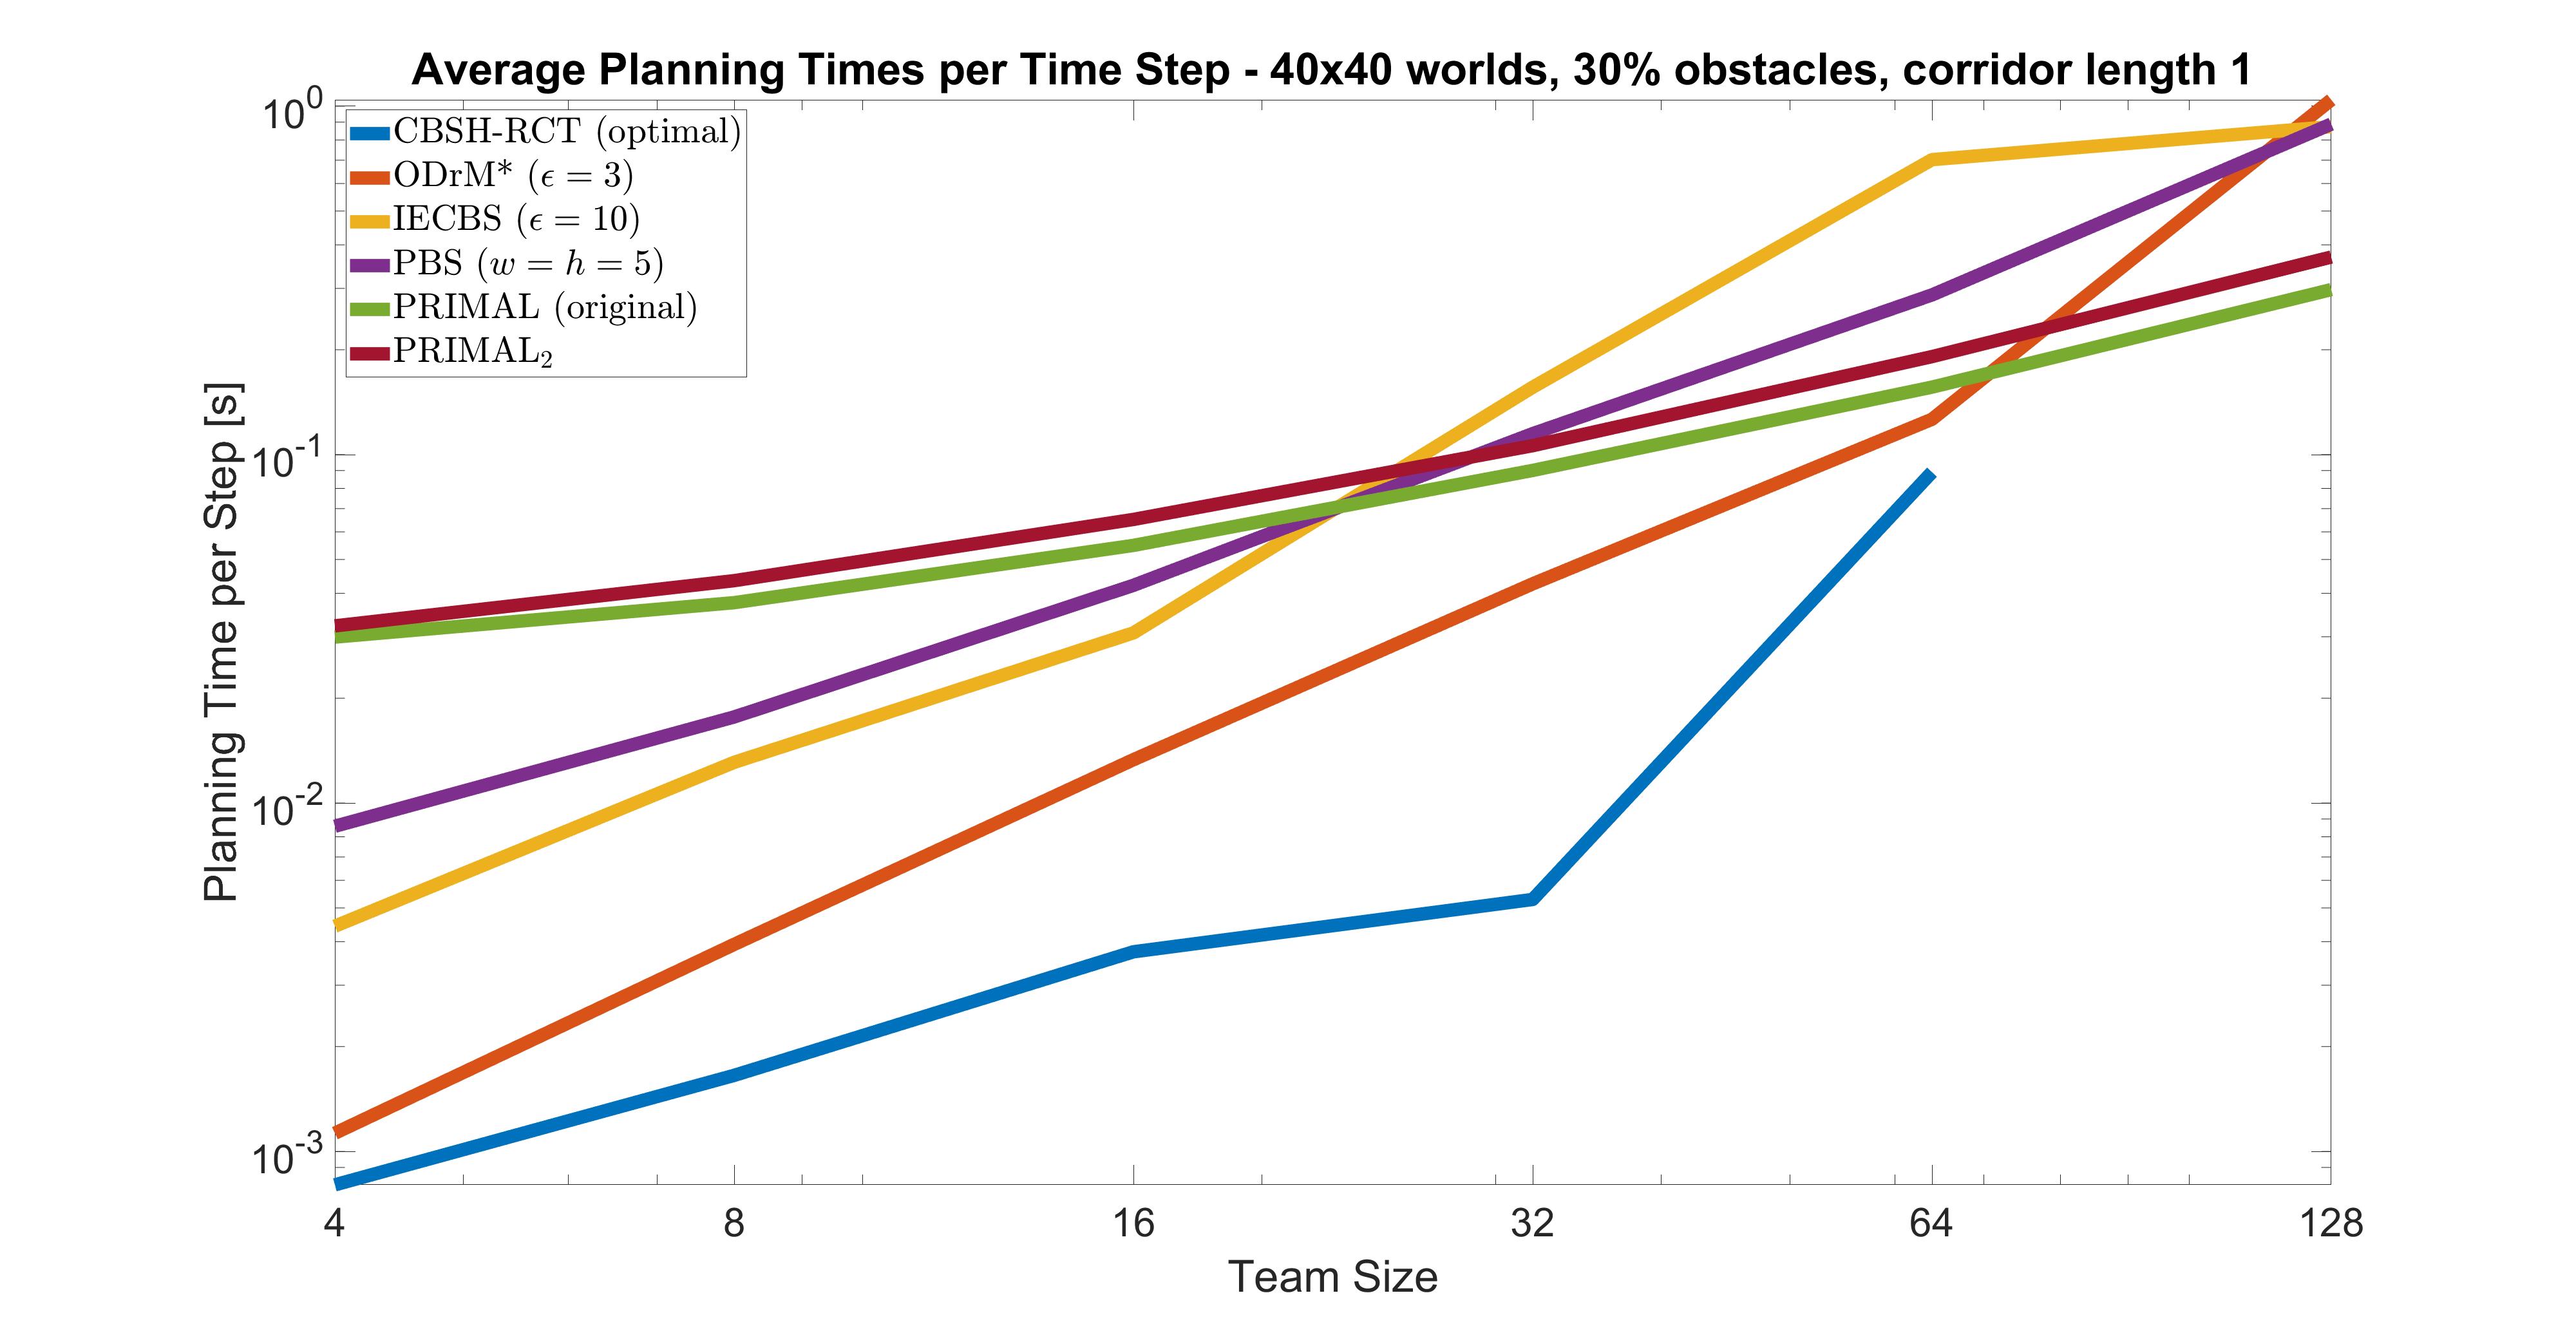 Average Planning Times per Time Step - 40x40 worlds, 30% obstacles, corridor length 1
CBSH-RCT (optimal)
ODrM* (ϵ = 3)
IECBS (ϵ = 10)
PBS (w = h = 5)
PRIMAL (original)
PRIMAL₂
Planning Time per Step [s]
10⁰
10⁻¹
10⁻²
10⁻³
4 8 16 32 64 128
Team Size